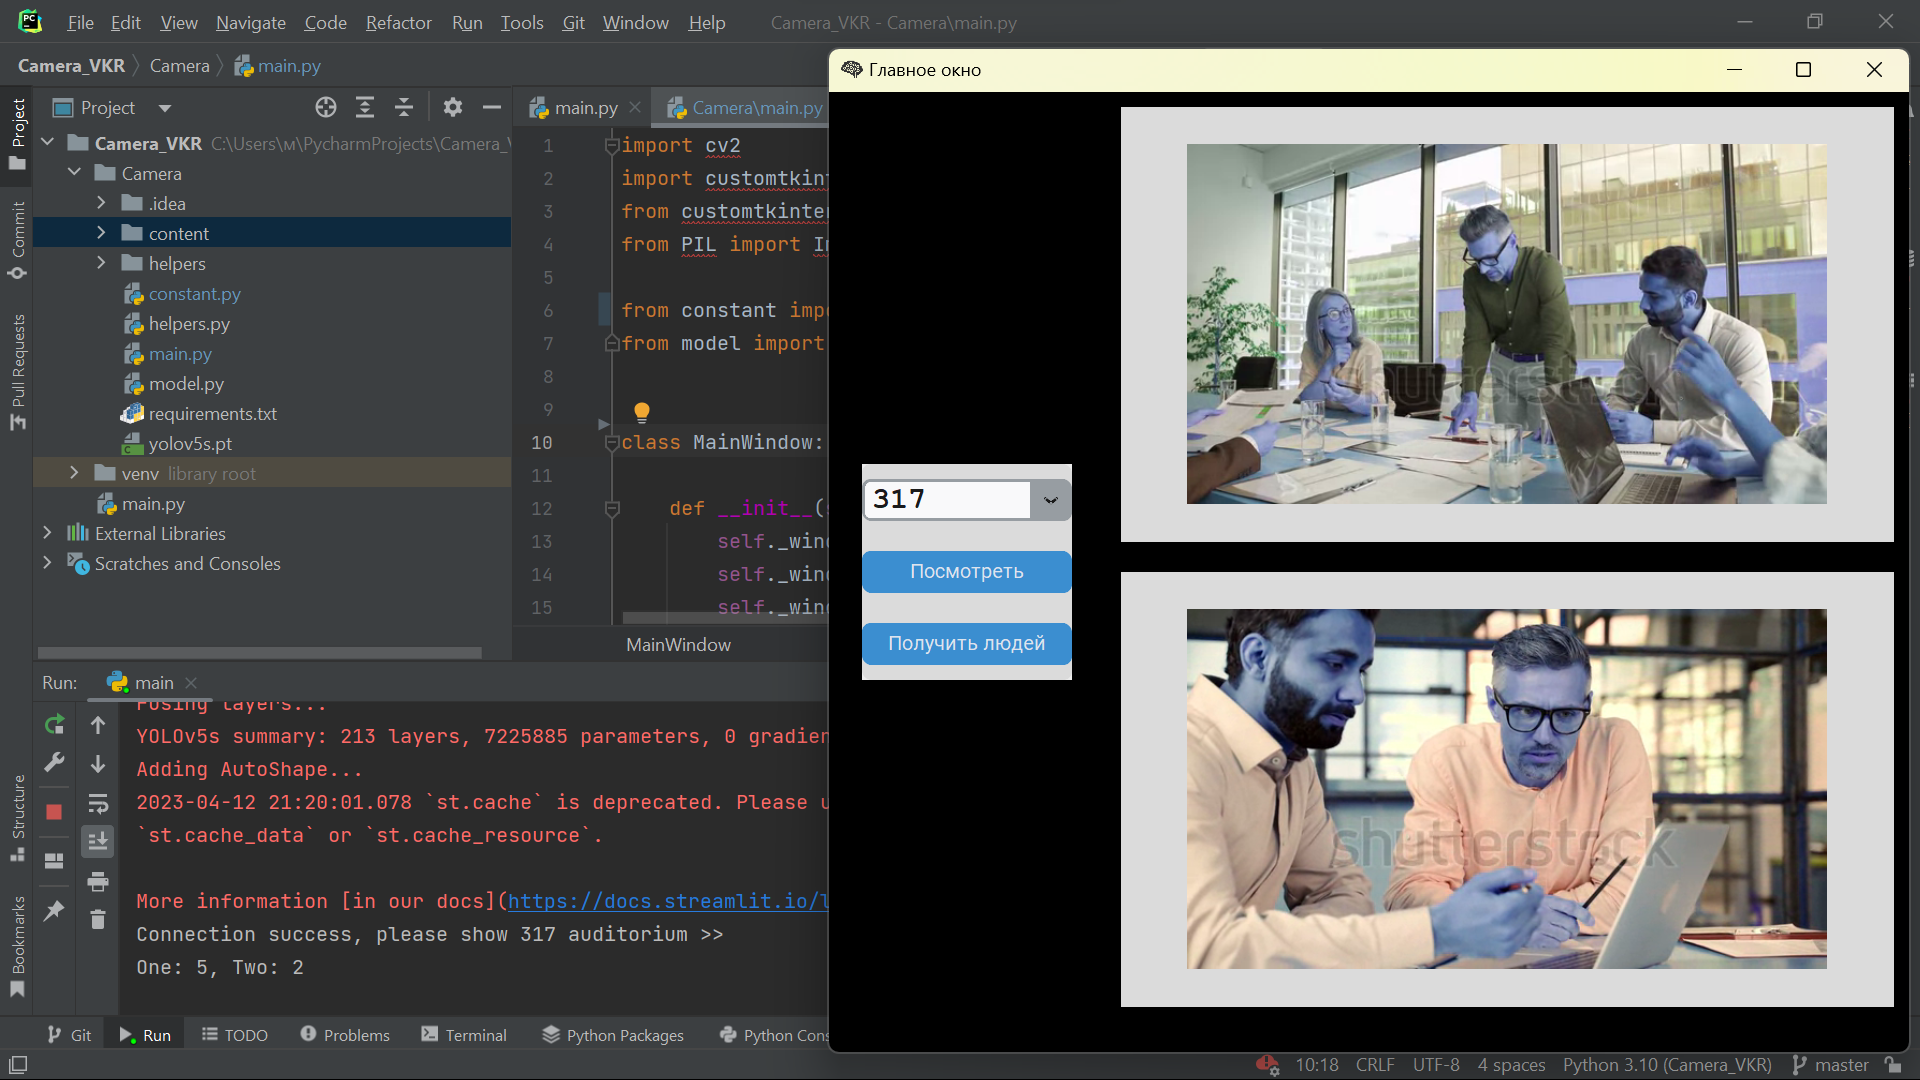 File Edit View Navigate Code Refactor Run Tools Git Window Help Camera_VKR - Camera\main.py
Camera_VKR Camera main.py
Project
Commit
Pull Requests
Structure
Bookmarks
Project
Camera_VKR C:\Users\м\PycharmProjects\Camera_
Camera
.idea
content
helpers
constant.py
helpers.py
main.py
model.py
requirements.txt
yolov5s.pt
venv library root
main.py
External Libraries
Scratches and Consoles
main.py Camera\main.py
1 import cv2
2 import customtkint
3 from customtkinte
4 from PIL import I
5
6 from constant imp
7 from model import
8
9
10 class MainWindow:
11
12 def __init__(
13 self._wind
14 self._wind
15 self._wind
MainWindow
Run: main
Fusing layers...
YOLOv5s summary: 213 layers, 7225885 parameters, 0 gradien
Adding AutoShape...
2023-04-12 21:20:01.078 `st.cache` is deprecated. Please u
`st.cache_data` or `st.cache_resource`.
More information [in our docs](https://docs.streamlit.io/l
Connection success, please show 317 auditorium >>
One: 5, Two: 2
Git Run TODO Problems Terminal Python Packages Python Cons
10:18 CRLF UTF-8 4 spaces Python 3.10 (Camera_VKR) master
Главное окно
317
Посмотреть
Получить людей
shutterstock
shutterstock